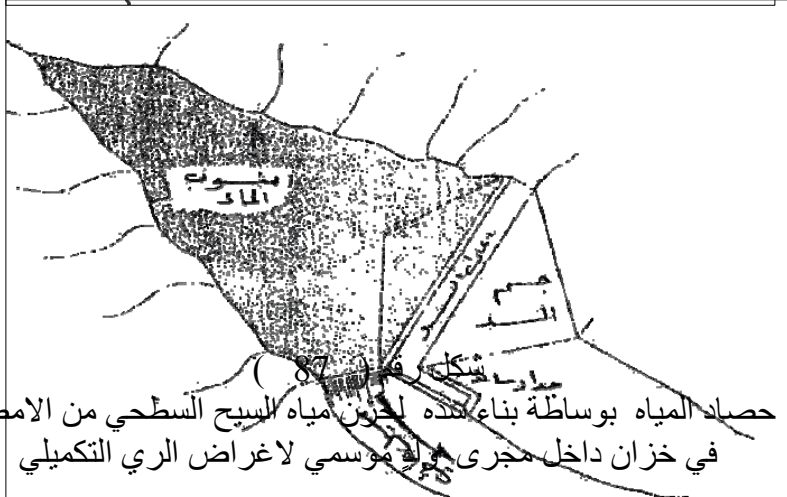 منسوب
الماء
جسم
السد
شكل رقم ( 87 )
حصاد المياه بوساطة بناء سده لخزن مياه السيح السطحي من الامط
في خزان داخل مجرى موسمي لاغراض الري التكميلي